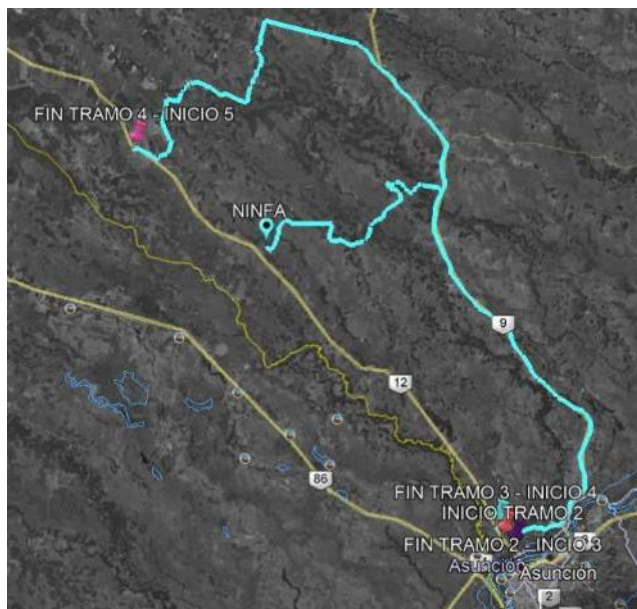 FIN TRAMO 4 - INICIO 5
NINFA
9
12
86
FIN TRAMO 3 - INICIO 4
INICIO TRAMO 2
FIN TRAMO 2 - INCIO 3
Asunción
Asunción
2